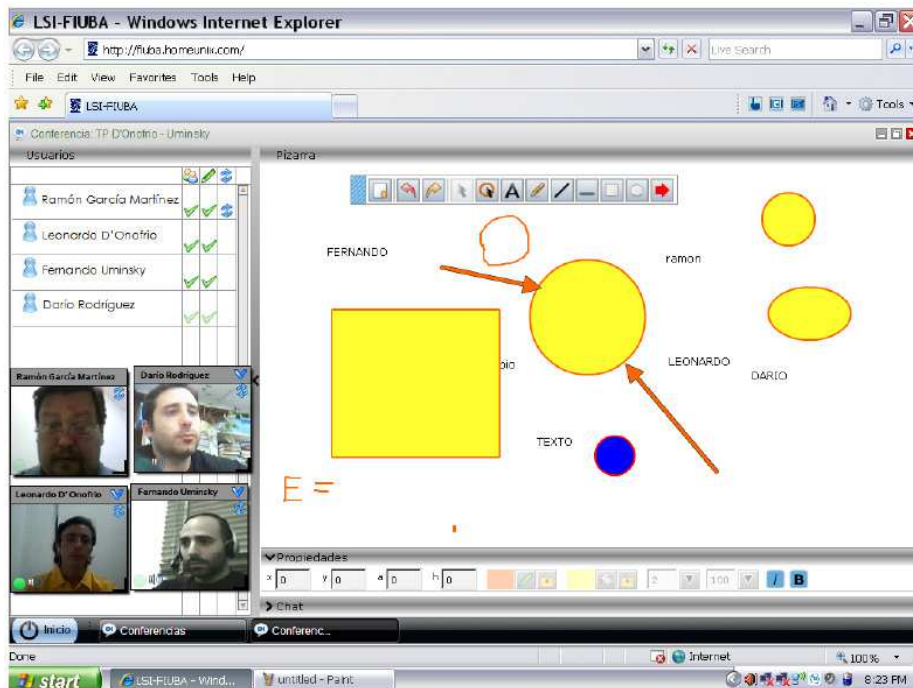 LSI-FIUBA - Windows Internet Explorer
http://fiuba.homeunix.com/
Live Search
File Edit View Favorites Tools Help
LSI-FIUBA
Tools
Conferencia: TP D'Onofrio - Uminsky
Usuarios
Pizarra
Ramón García Martínez
Leonardo D'Onofrio
Fernando Uminsky
Darío Rodríguez
A
FERNANDO
ramon
pio
LEONARDO
DARIO
TEXTO
E =
Ramón García Martínez
Darío Rodríguez
Leonardo D'Onofrio
Fernando Uminsky
Propiedades
x 0 y 0 a 0 h 0 2 100 I B
Chat
Inicio
Conferencias
Conferenc...
Done
Internet
100%
start
LSI-FIUBA - Wind...
untitled - Paint
8:23 PM